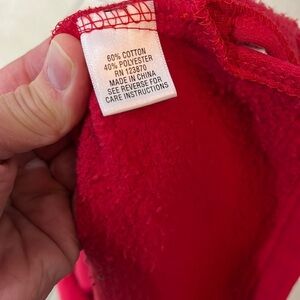 60% COTTON
40% POLYESTER
RN 123870
MADE IN CHINA
SEE REVERSE FOR
CARE INSTRUCTIONS